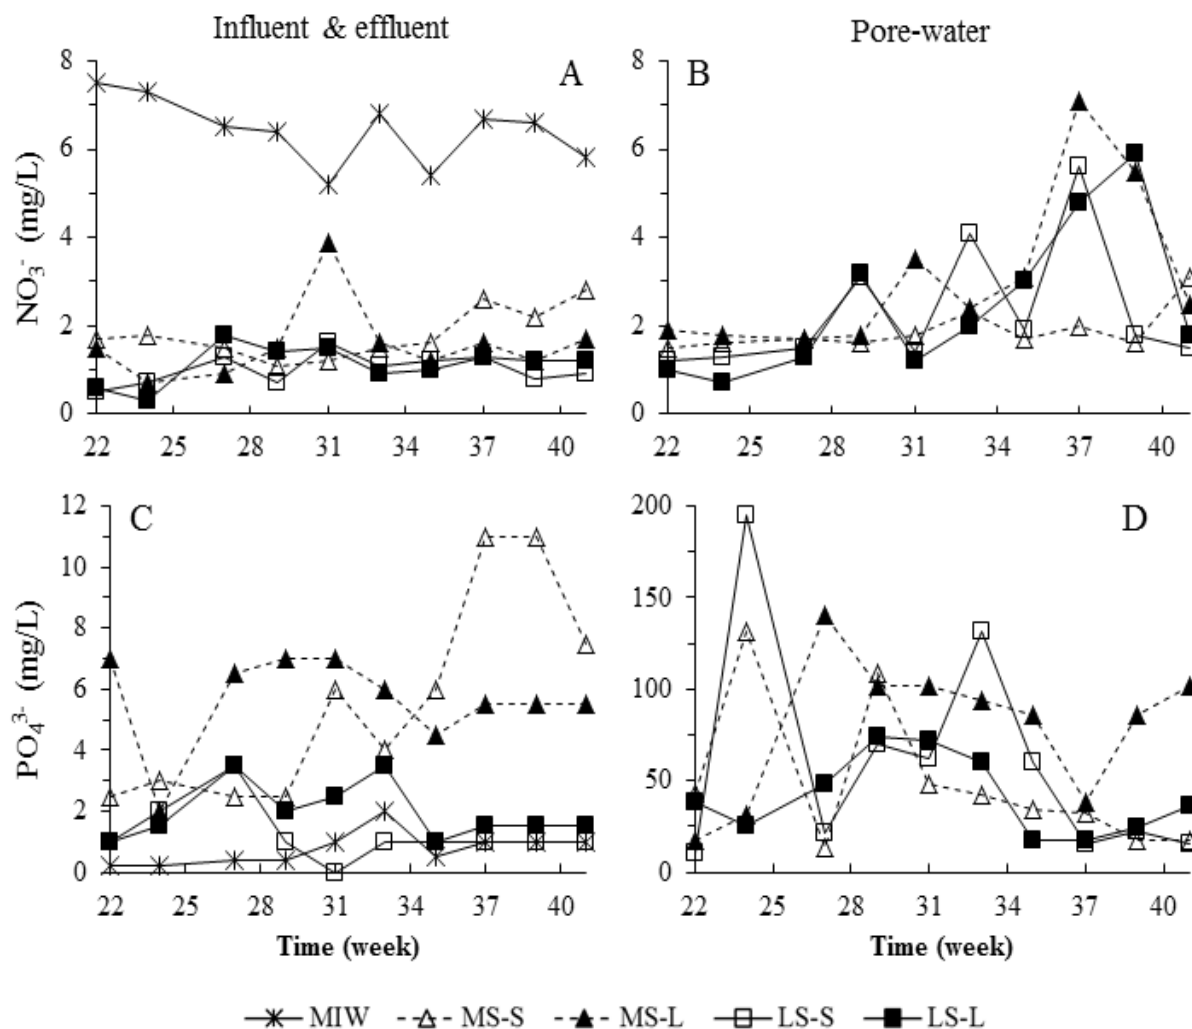 Influent & effluent
Pore-water
A
B
NO₃⁻ (mg/L)
8
6
4
2
0
22 25 28 31 34 37 40
8
6
4
2
0
22 25 28 31 34 37 40
C
D
PO₄³⁻ (mg/L)
12
10
8
6
4
2
0
22 25 28 31 34 37 40
Time (week)
200
150
100
50
0
22 25 28 31 34 37 40
Time (week)
MIW MS-S MS-L LS-S LS-L